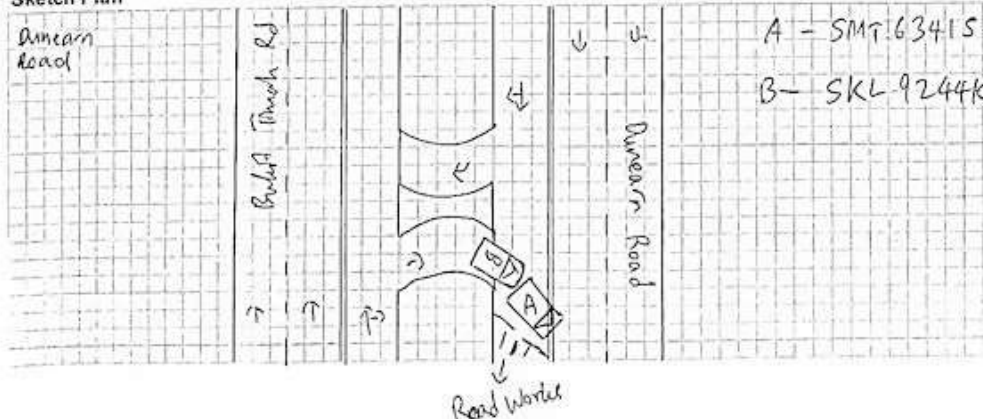 Sketch Plan
Dunearn
Road
Bukit Timah Rd
Dunearn Road
A - SMT 6341S
B - SKL 9244K
B
A
Road Works